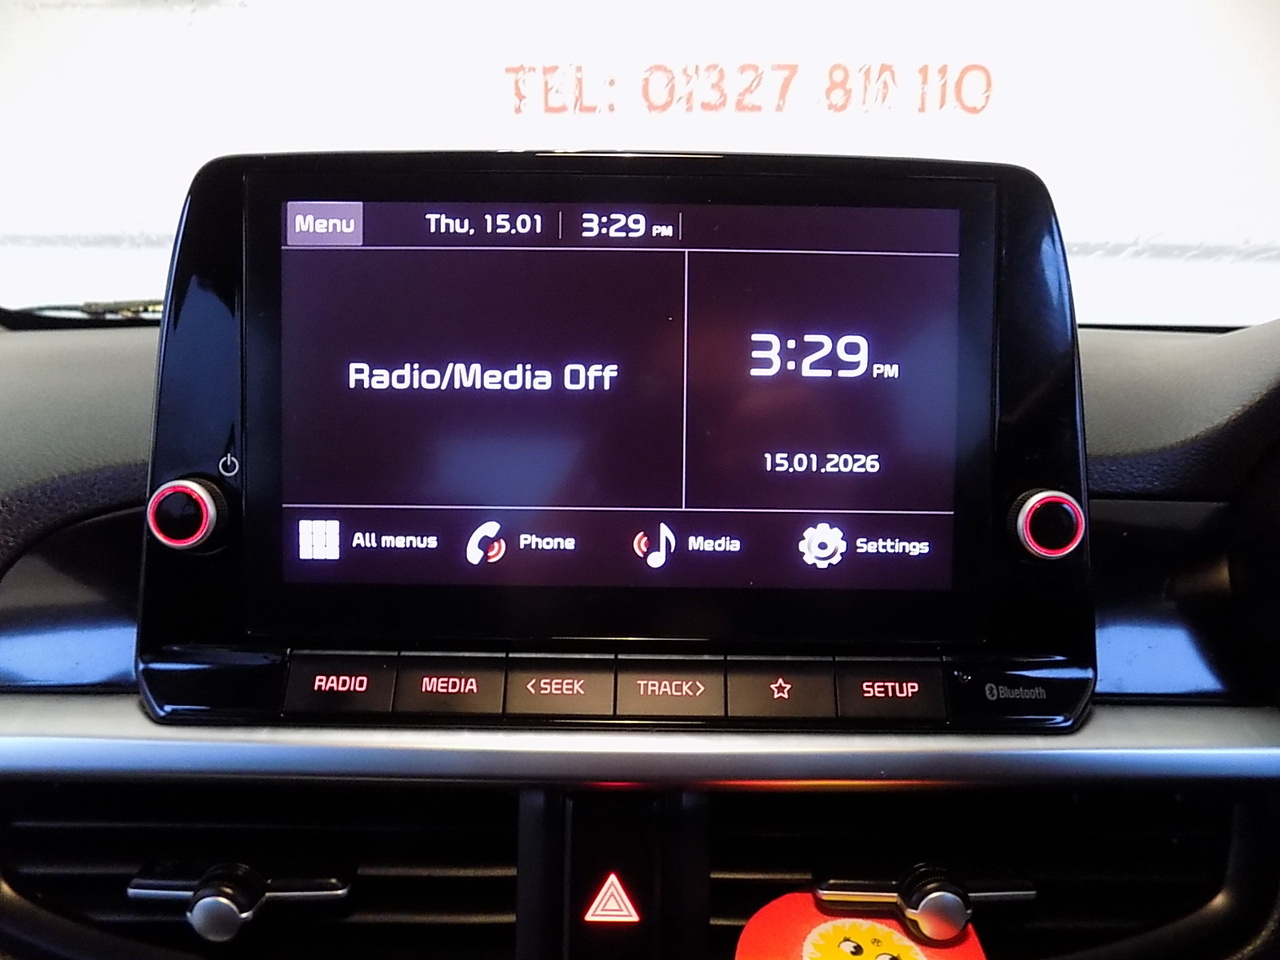 TEL: 01327 811 110
Menu Thu, 15.01 3:29 PM
Radio/Media Off
3:29 PM
15.01.2026
All menus Phone Media Settings
RADIO MEDIA <SEEK TRACK> SETUP
Bluetooth